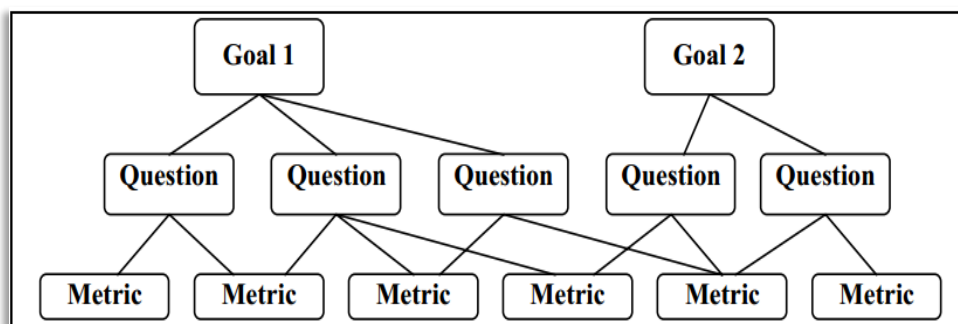 Goal 1 Goal 2
Question Question Question Question Question
Metric Metric Metric Metric Metric Metric